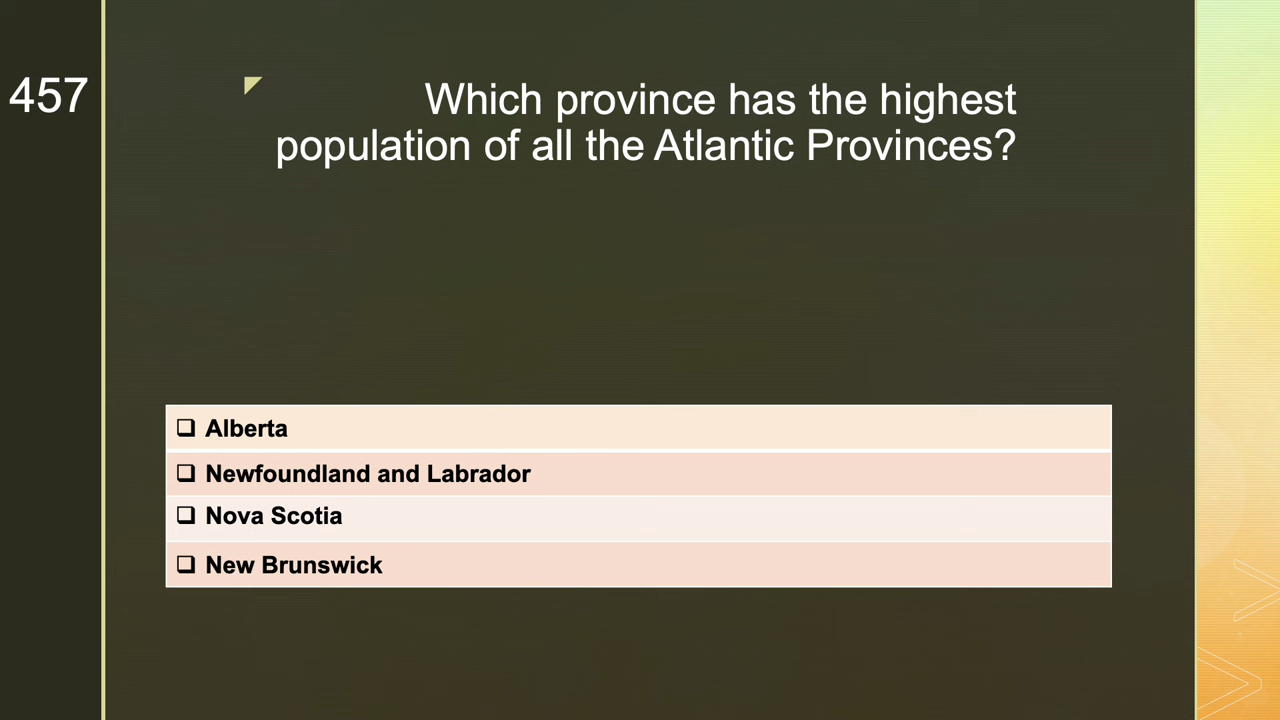 457
Which province has the highest
population of all the Atlantic Provinces?
❑ Alberta
❑ Newfoundland and Labrador
❑ Nova Scotia
❑ New Brunswick